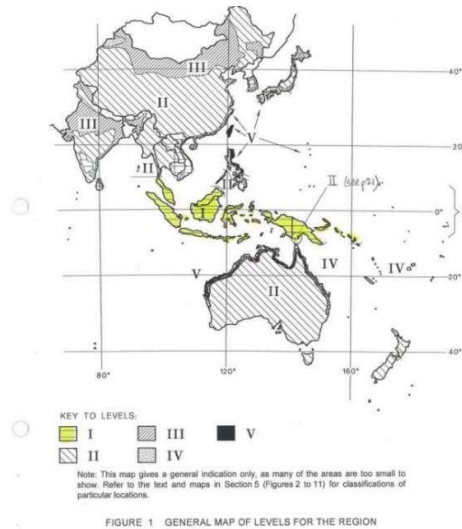 40°
III
III
II
20°
V
II
II
II (see p21).
I
0°
V
IV
IV
II
20°
40°
80°
120°
160°
KEY TO LEVELS:
I III V
II IV
Note: This map gives a general indication only, as many of the areas are too small to
show. Refer to the text and maps in Section 5 (Figures 2 to 11) for classifications of
particular locations.
FIGURE 1 GENERAL MAP OF LEVELS FOR THE REGION